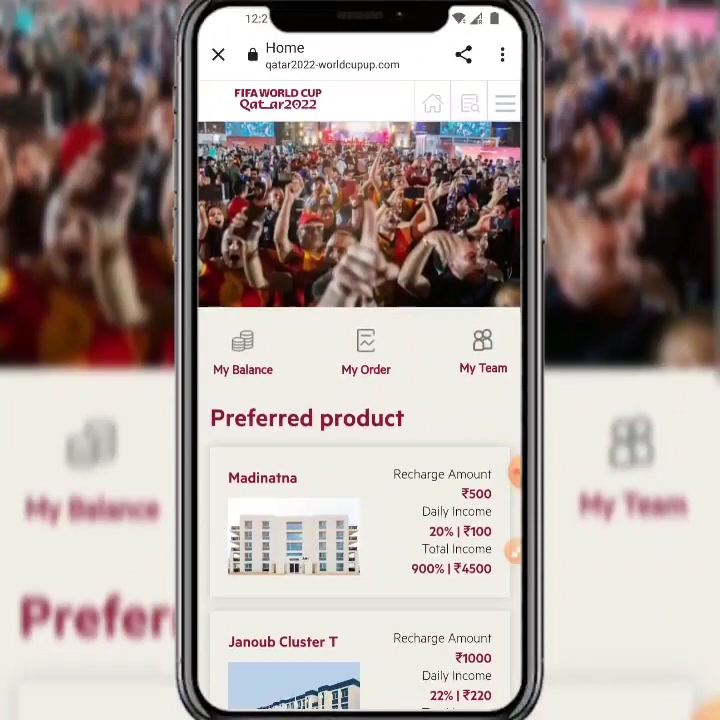 12:2
Home
qatar2022-worldcupup.com
FIFA WORLD CUP
Qatar2022
My Balance
My Order
My Team
Preferred product
Madinatna
Recharge Amount
₹500
Daily Income
20% | ₹100
Total Income
900% | ₹4500
Janoub Cluster T
Recharge Amount
₹1000
Daily Income
22% | ₹220
My Balance
My Team
Prefer